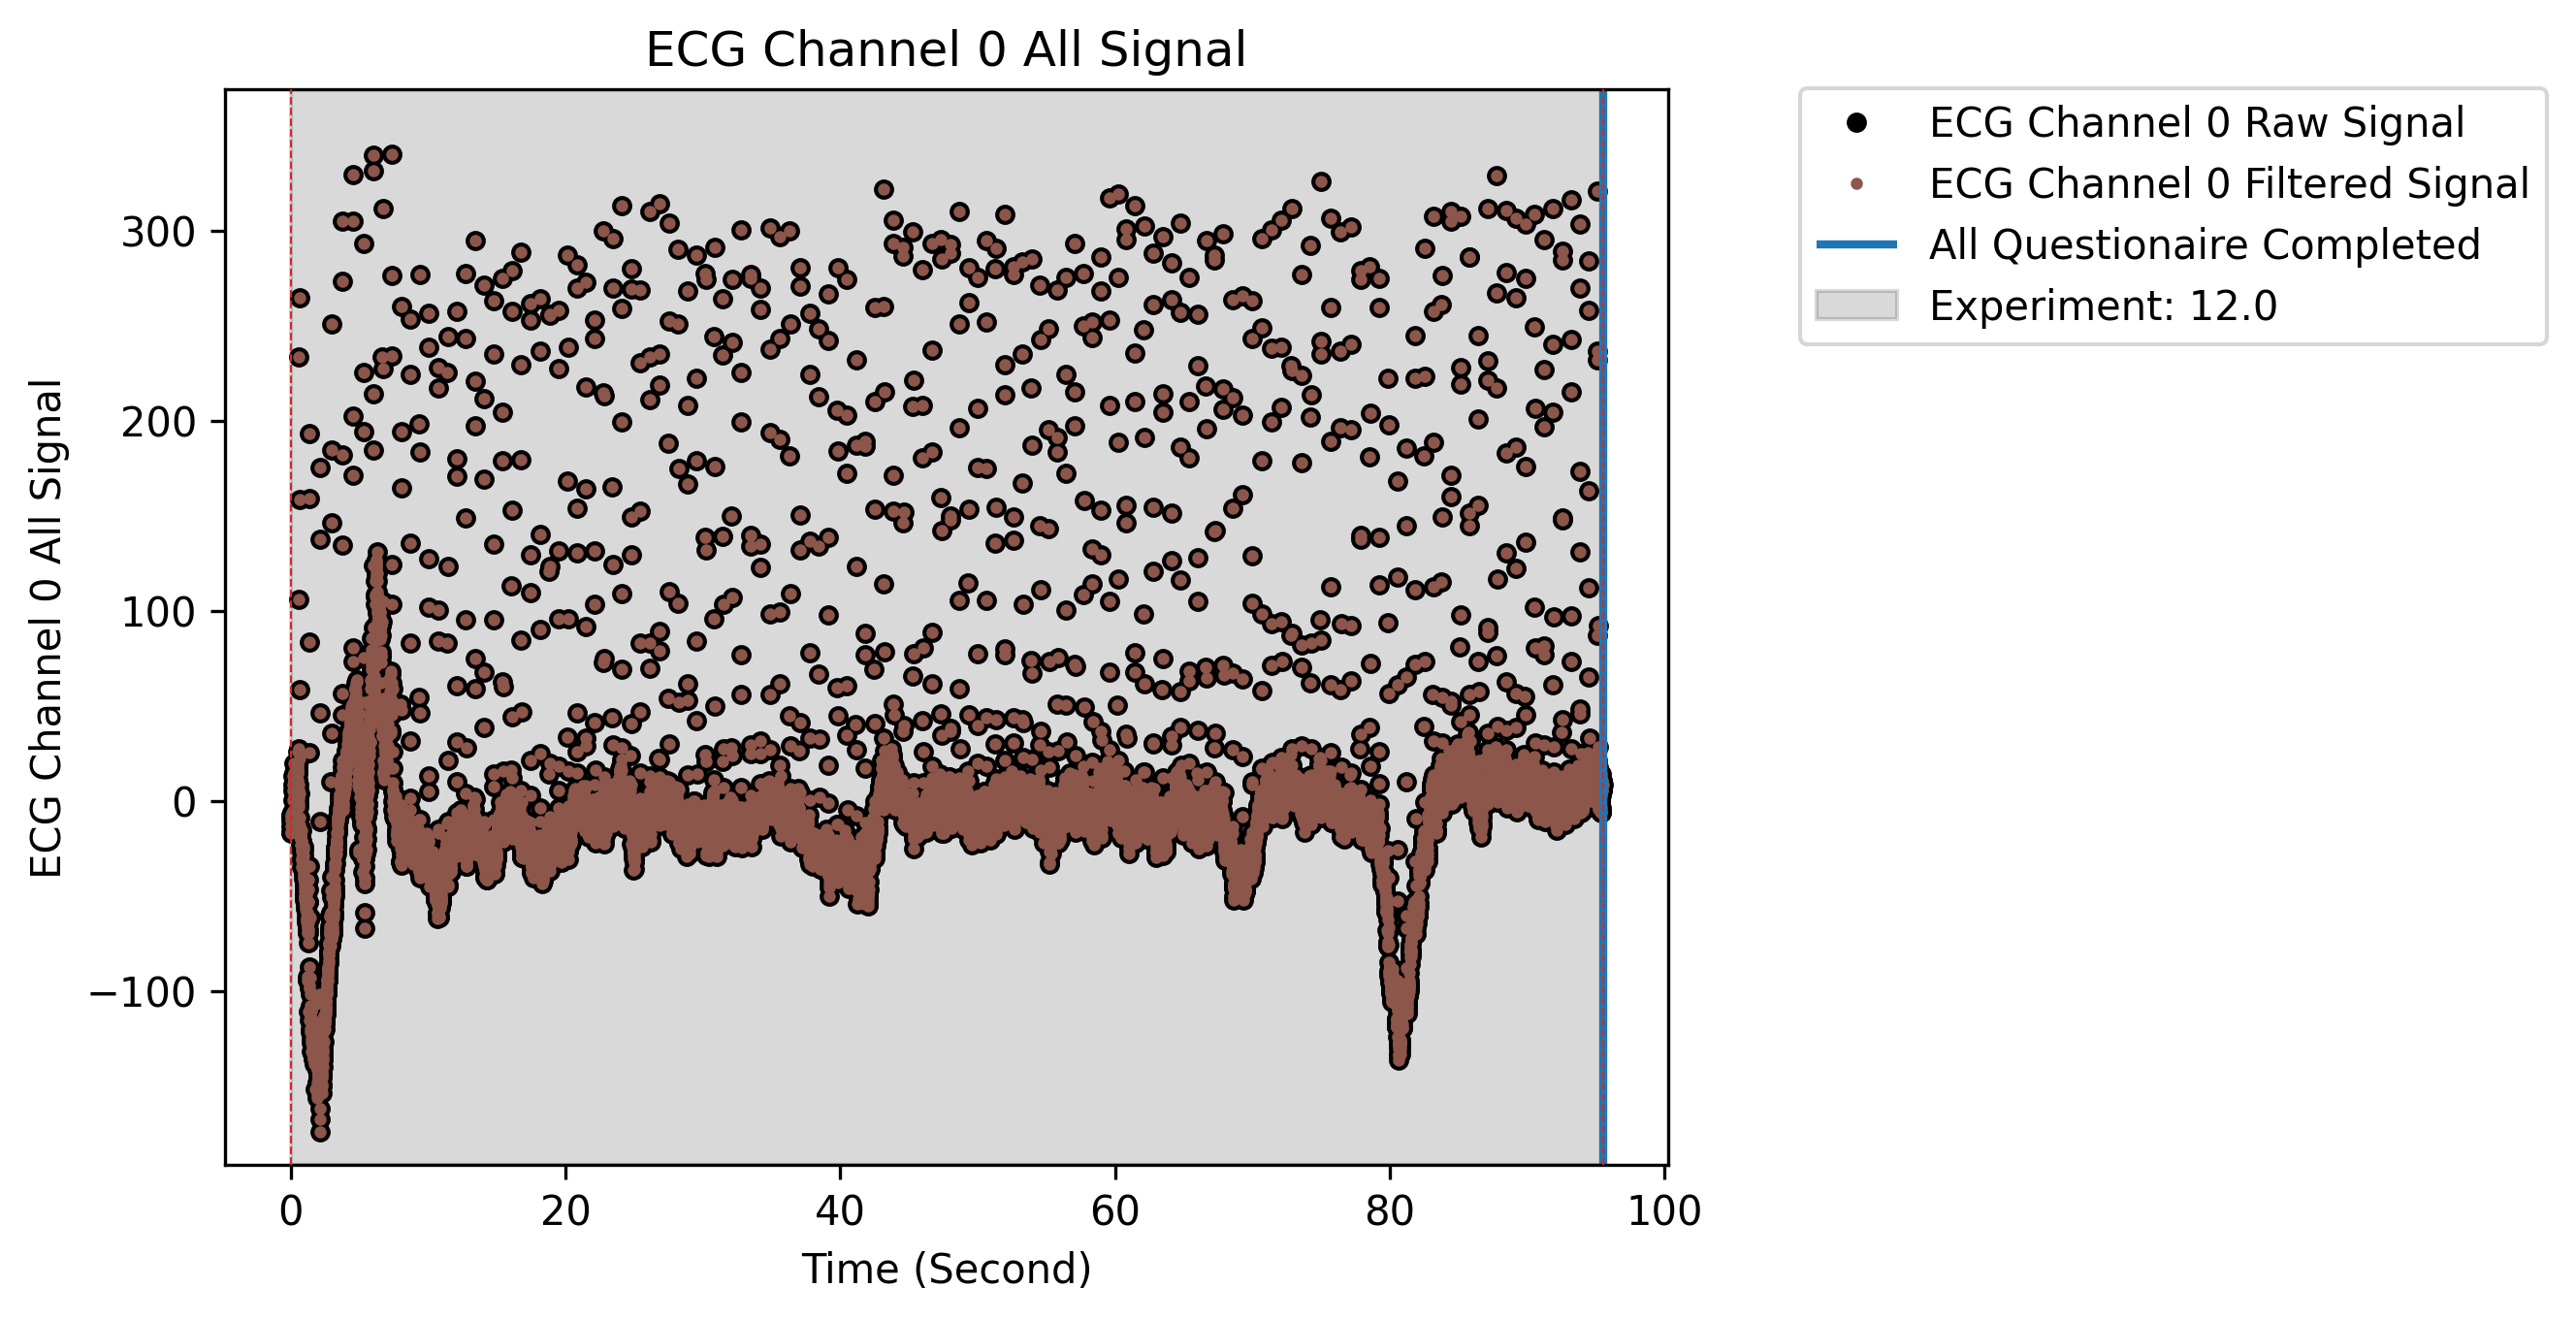 ECG Channel 0 All Signal
ECG Channel 0 Raw Signal
ECG Channel 0 Filtered Signal
All Questionaire Completed
Experiment: 12.0
ECG Channel 0 All Signal
300
200
100
0
−100
0 20 40 60 80 100
Time (Second)